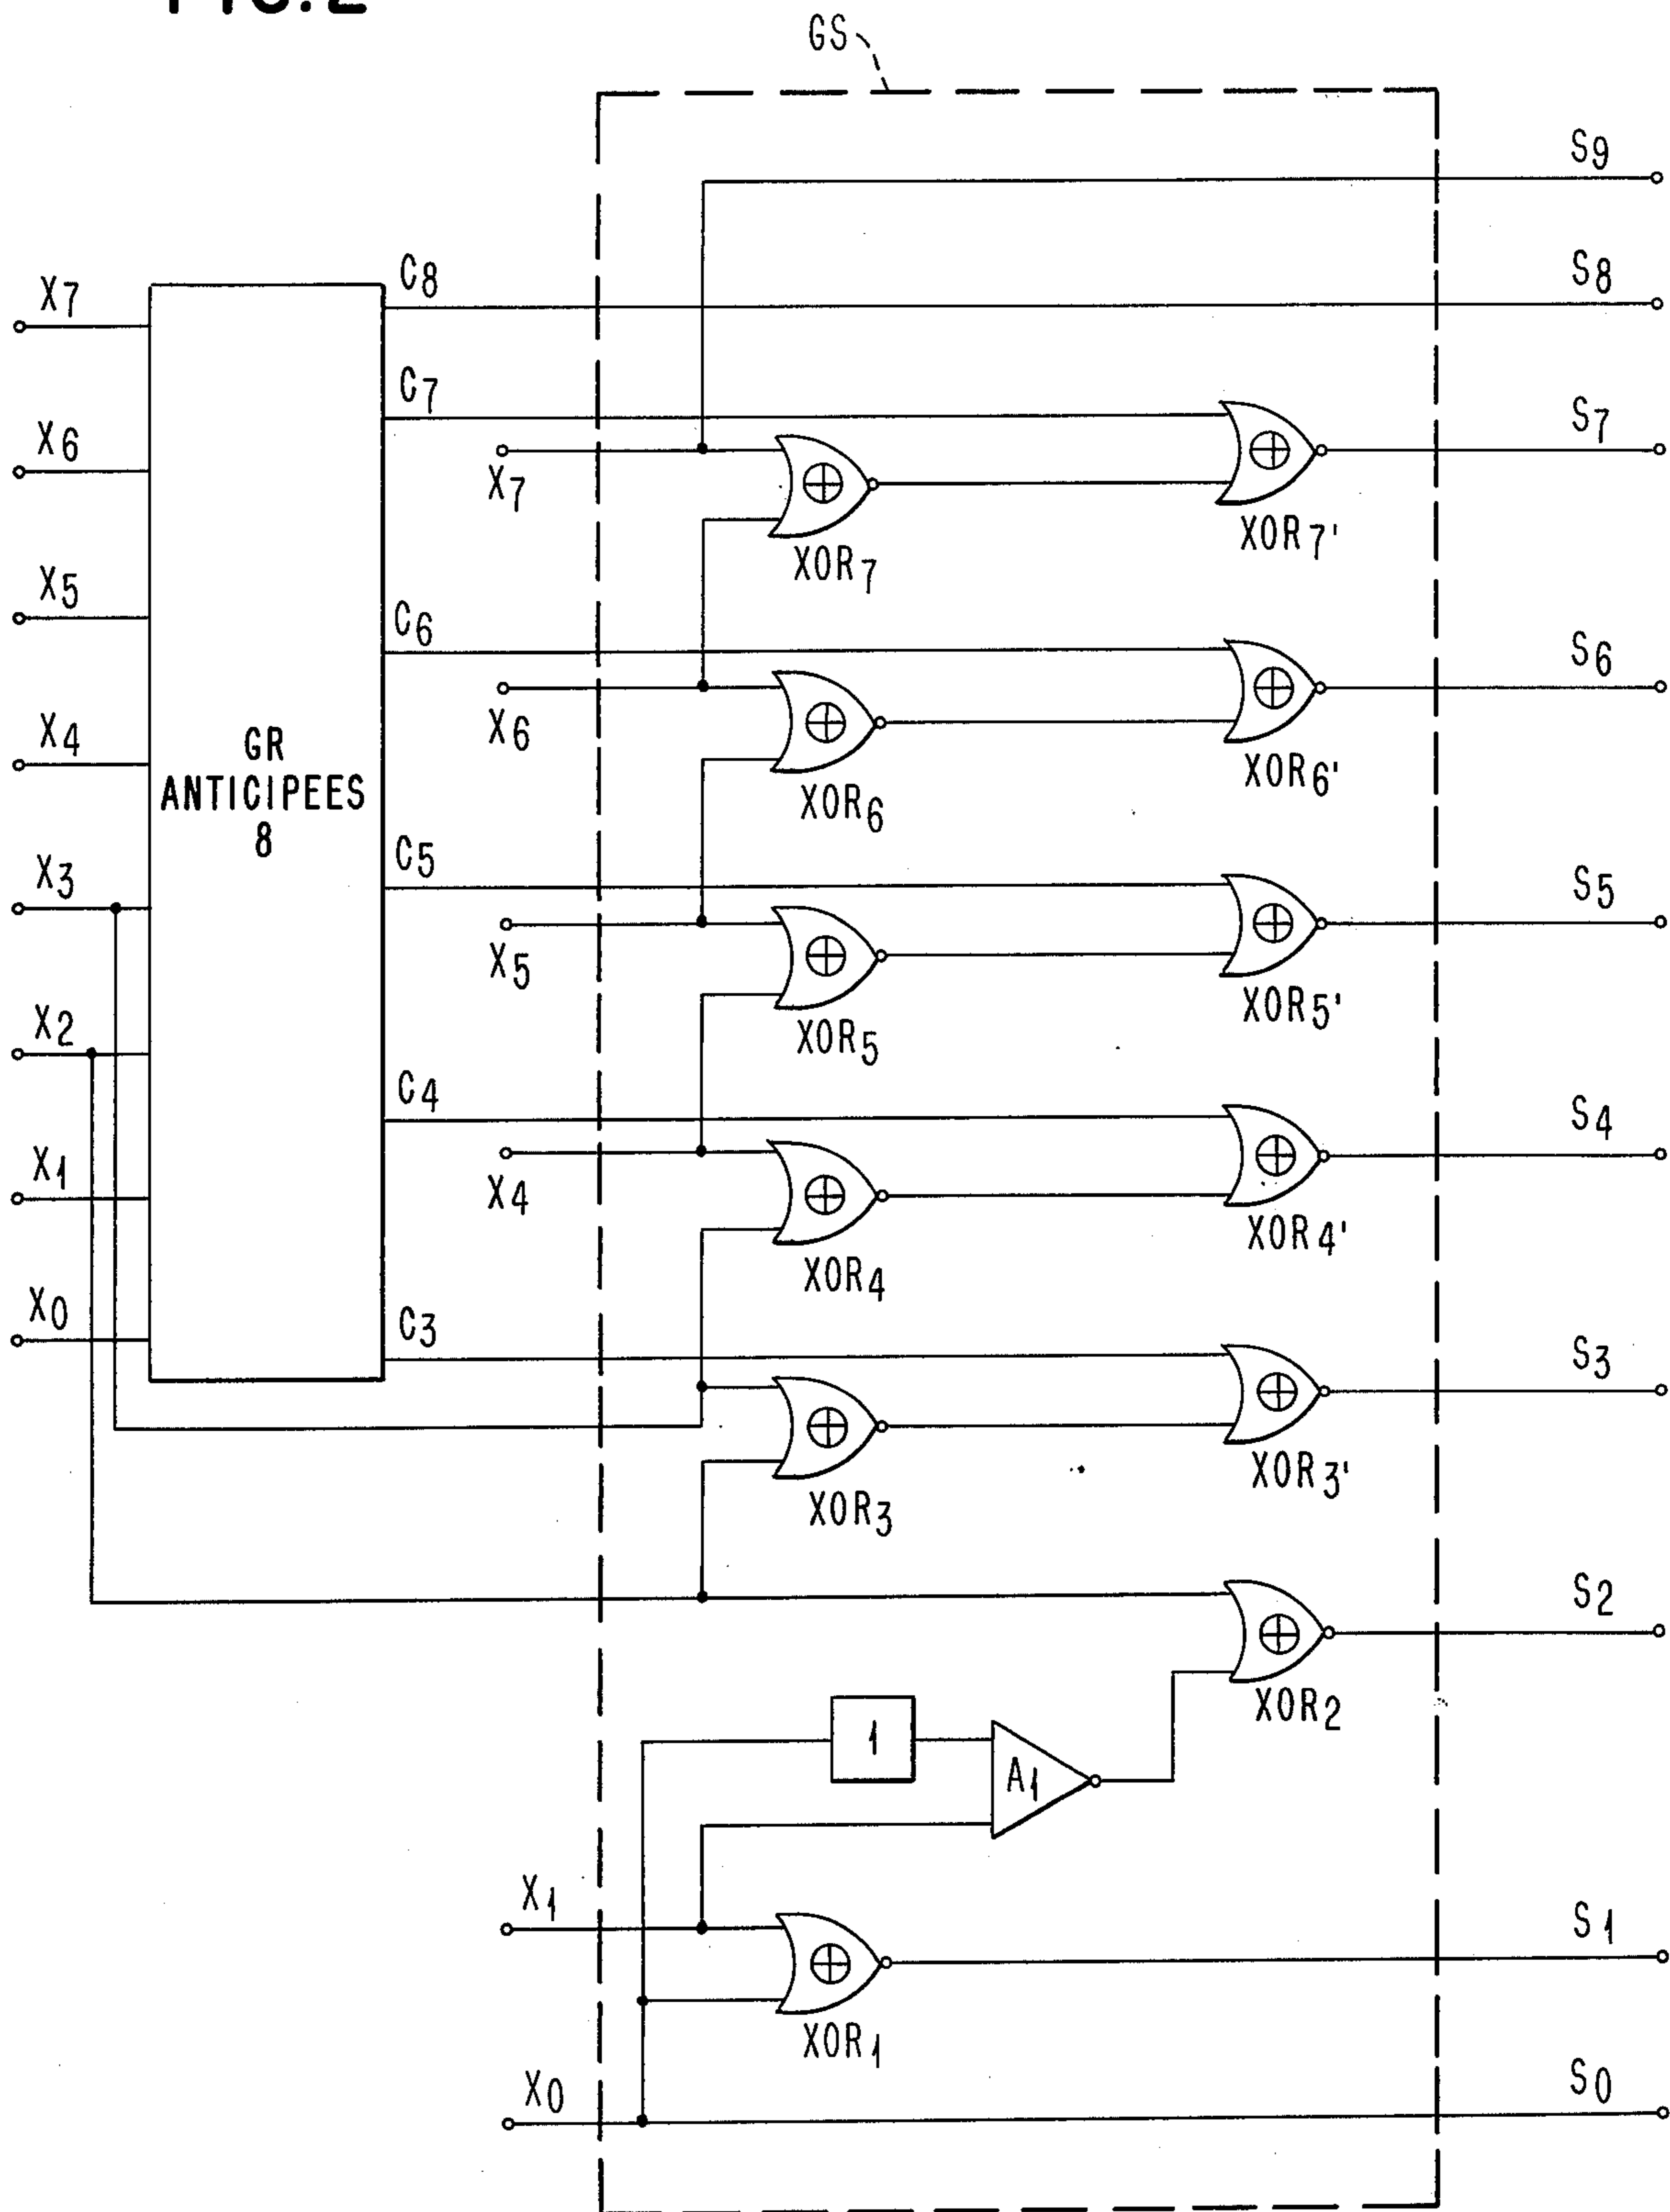 FIG. 2
GS
S9
S8
X7
C8
C7
S7
X7
XOR7
XOR7'
X6
X5
C6
S6
X6
XOR6
XOR6'
X4
GR
ANTICIPEES
8
C5
S5
X3
X5
XOR5
XOR5'
X2
C4
S4
X1
X4
XOR4
XOR4'
X0
C3
S3
XOR3
XOR3'
S2
XOR2
1
A1
X1
S1
XOR1
X0
S0